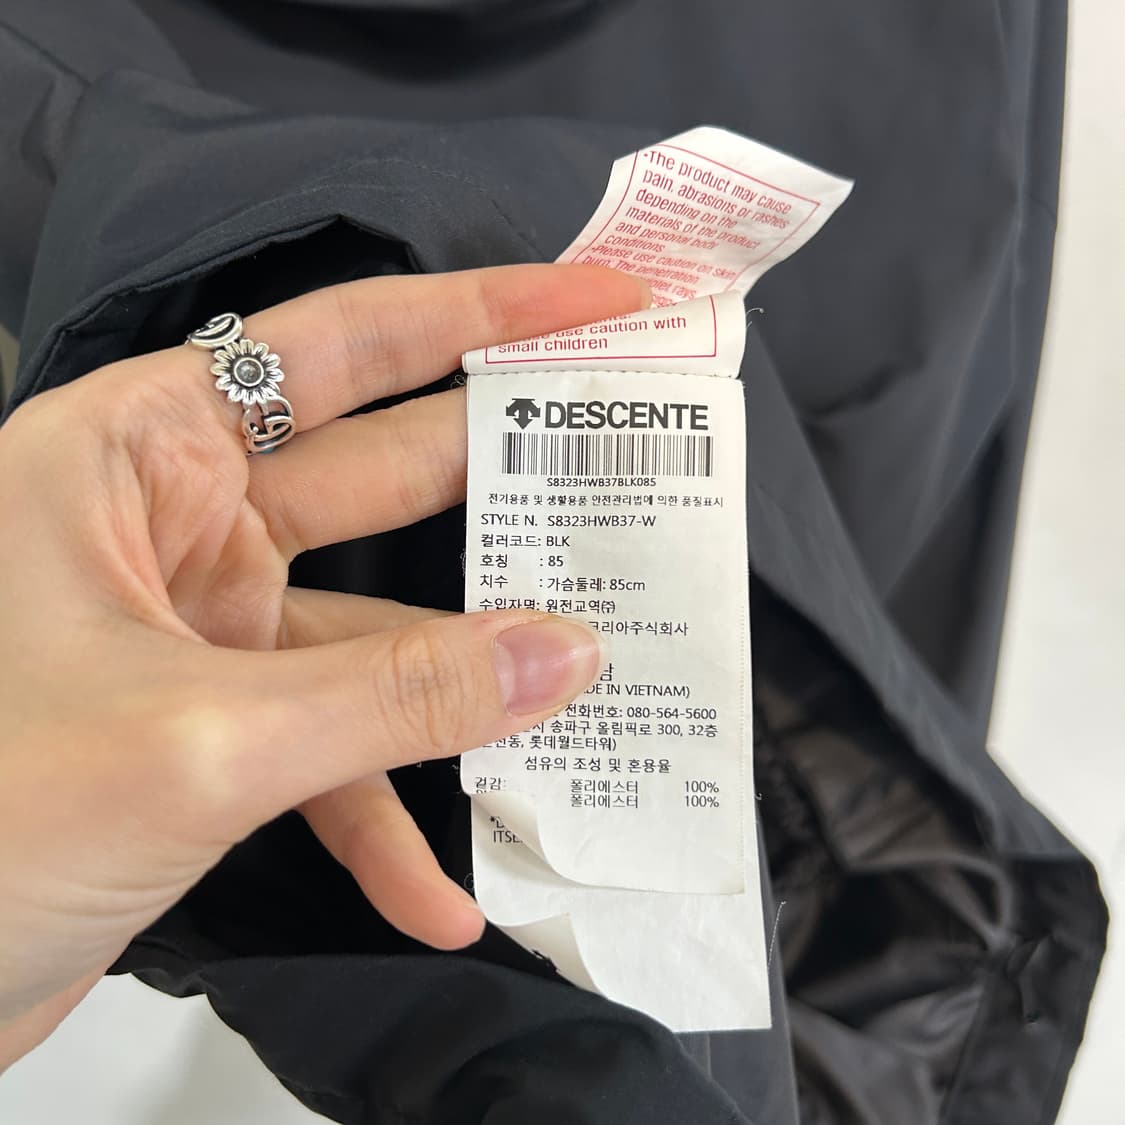 •The product may cause
pain, abrasions or rashes
depending on the
materials of the product
and personal body
conditions
•Please use caution on skin
burn. The penetration
rays
use caution with
small children
DESCENTE
S8323HWB37BLK085
전기용품 및 생활용품 안전관리법에 의한 품질표시
STYLE N. S8323HWB37-W
컬러코드: BLK
호칭 : 85
치수 : 가슴둘레: 85cm
수입자명: 원전교역㈜
코리아주식회사
IN VIETNAM)
전화번호: 080-564-5600
송파구 올림픽로 300, 32층
롯데월드타워)
섬유의 조성 및 혼용율
겉감: 폴리에스터 100%
폴리에스터 100%